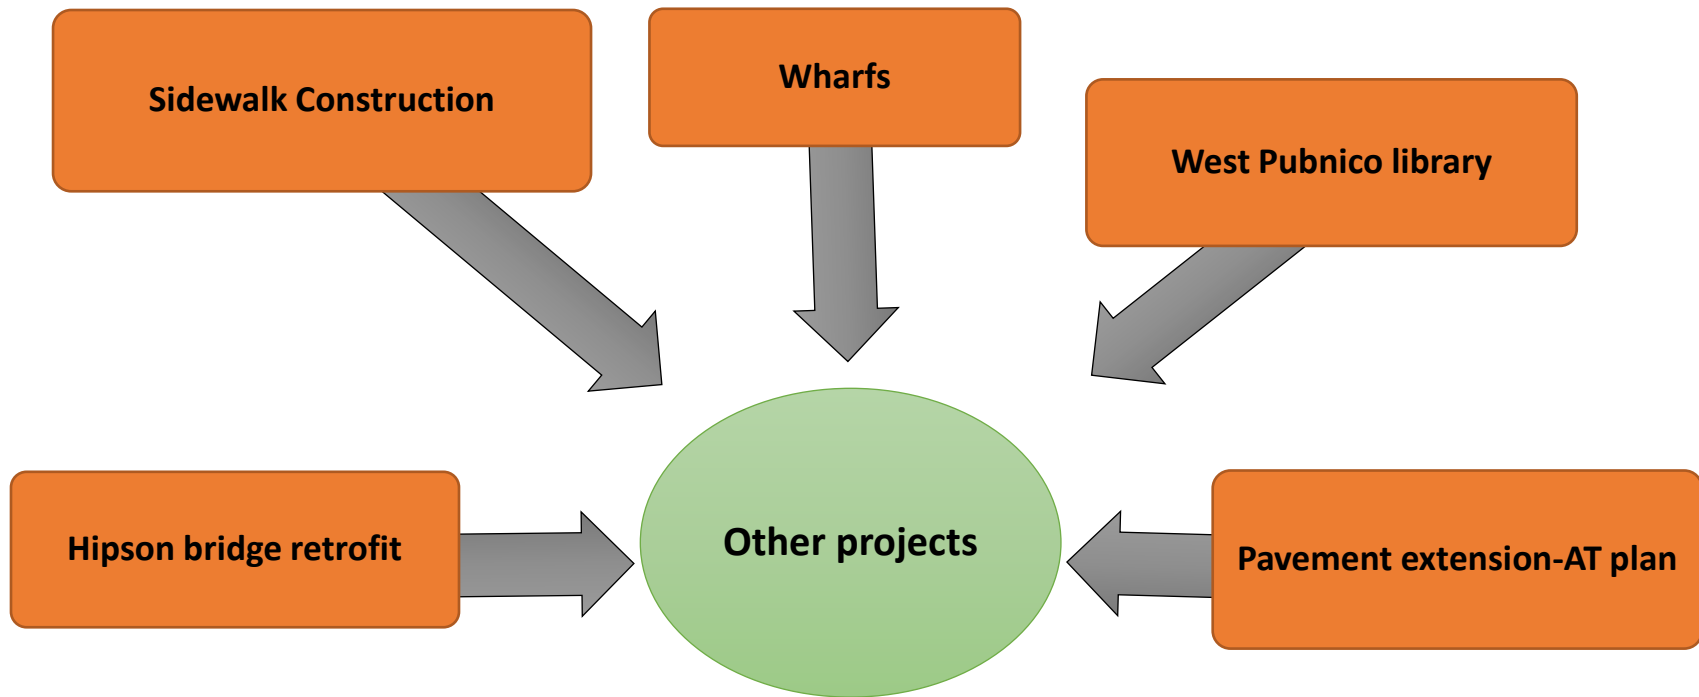 Sidewalk Construction
Wharfs
West Pubnico library
Hipson bridge retrofit
Other projects
Pavement extension-AT plan